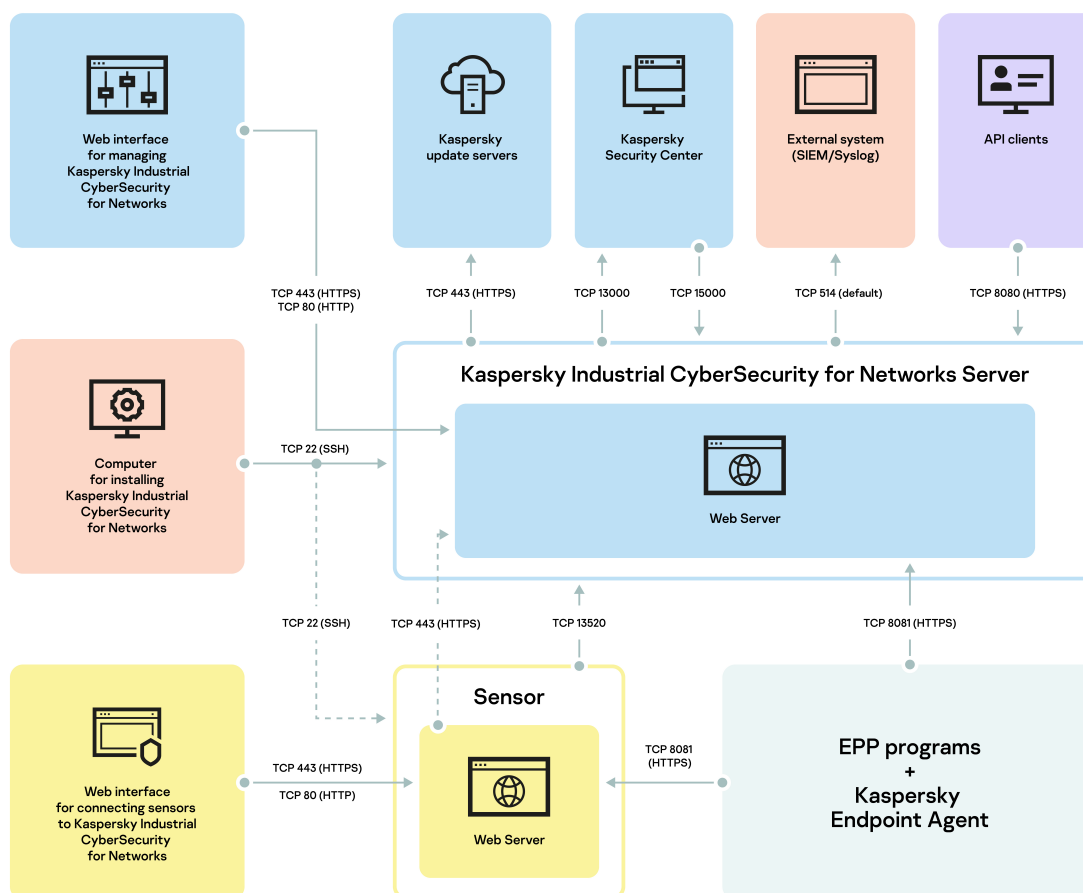 Web interface
for managing
Kaspersky Industrial
CyberSecurity
for Networks
Kaspersky
update servers
Kaspersky
Security Center
External system
(SIEM/Syslog)
API clients
TCP 443 (HTTPS)
TCP 80 (HTTP)
TCP 443 (HTTPS)
TCP 13000
TCP 15000
TCP 514 (default)
TCP 8080 (HTTPS)
Kaspersky Industrial CyberSecurity for Networks Server
Web Server
Computer
for installing
Kaspersky Industrial
CyberSecurity
for Networks
TCP 22 (SSH)
TCP 22 (SSH)
TCP 443 (HTTPS)
TCP 13520
TCP 8081 (HTTPS)
Web interface
for connecting sensors
to Kaspersky Industrial
CyberSecurity
for Networks
TCP 443 (HTTPS)
TCP 80 (HTTP)
Sensor
Web Server
TCP 8081
(HTTPS)
EPP programs
+
Kaspersky
Endpoint Agent